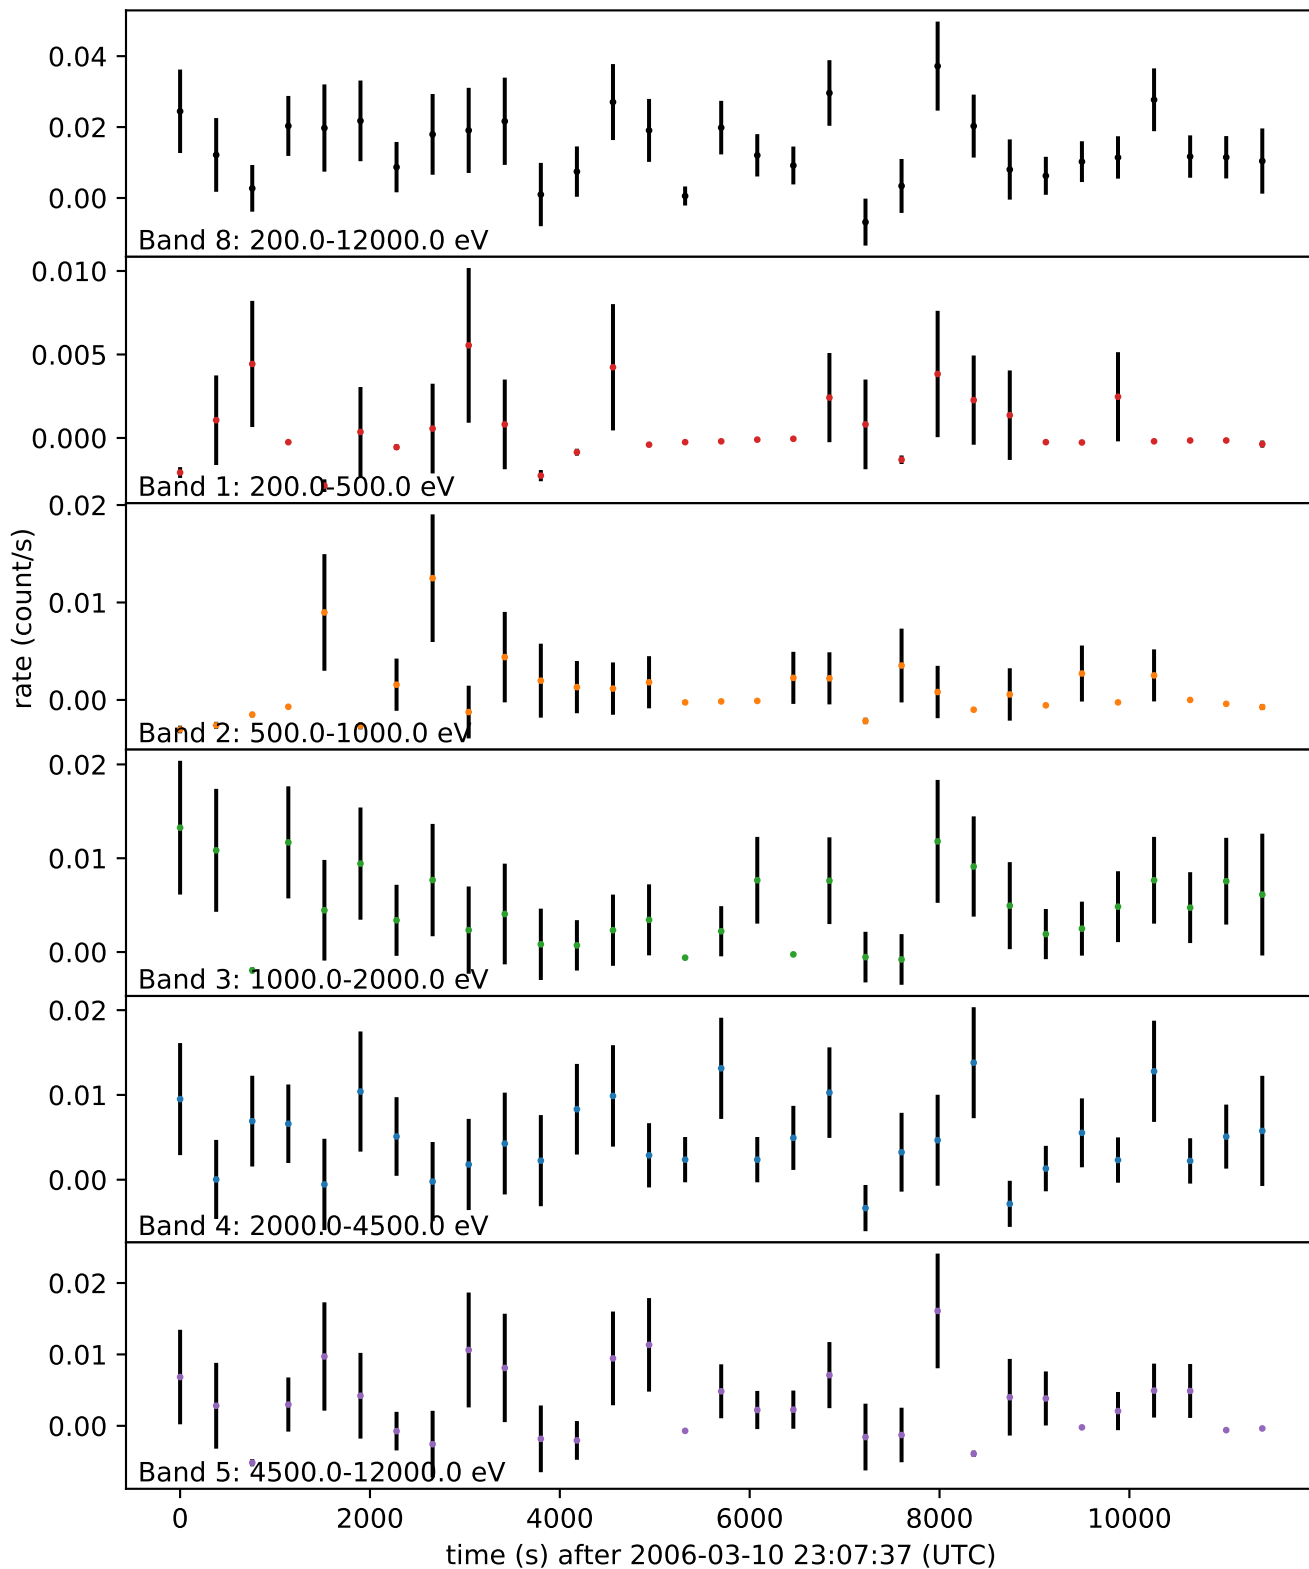 0.04
0.02
0.00
Band 8: 200.0-12000.0 eV
0.010
0.005
0.000
Band 1: 200.0-500.0 eV
0.02
0.01
0.00
Band 2: 500.0-1000.0 eV
rate (count/s)
0.02
0.01
0.00
Band 3: 1000.0-2000.0 eV
0.02
0.01
0.00
Band 4: 2000.0-4500.0 eV
0.02
0.01
0.00
Band 5: 4500.0-12000.0 eV
0 2000 4000 6000 8000 10000
time (s) after 2006-03-10 23:07:37 (UTC)